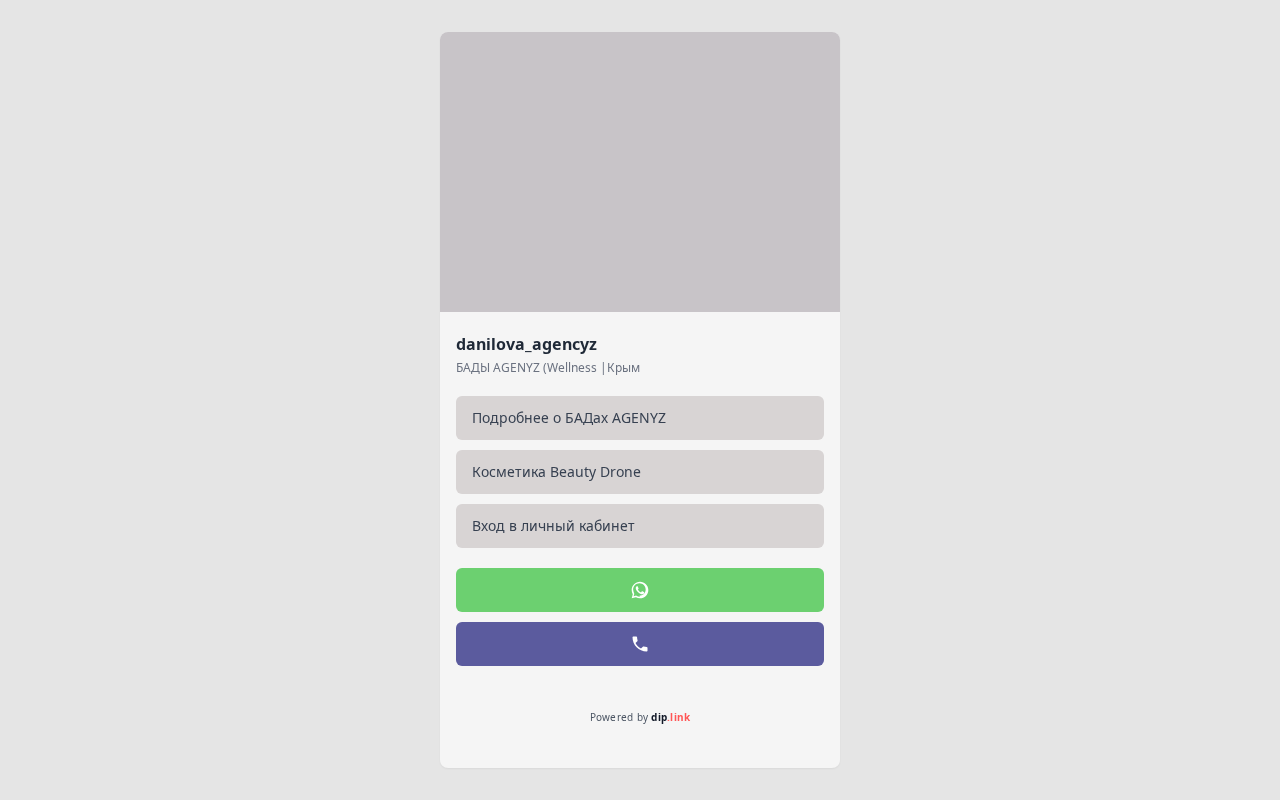 danilova_agencyz
БАДЫ AGENYZ (Wellness |Крым
Подробнее о БАДах AGENYZ
Косметика Beauty Drone
Вход в личный кабинет
Powered by dip.link